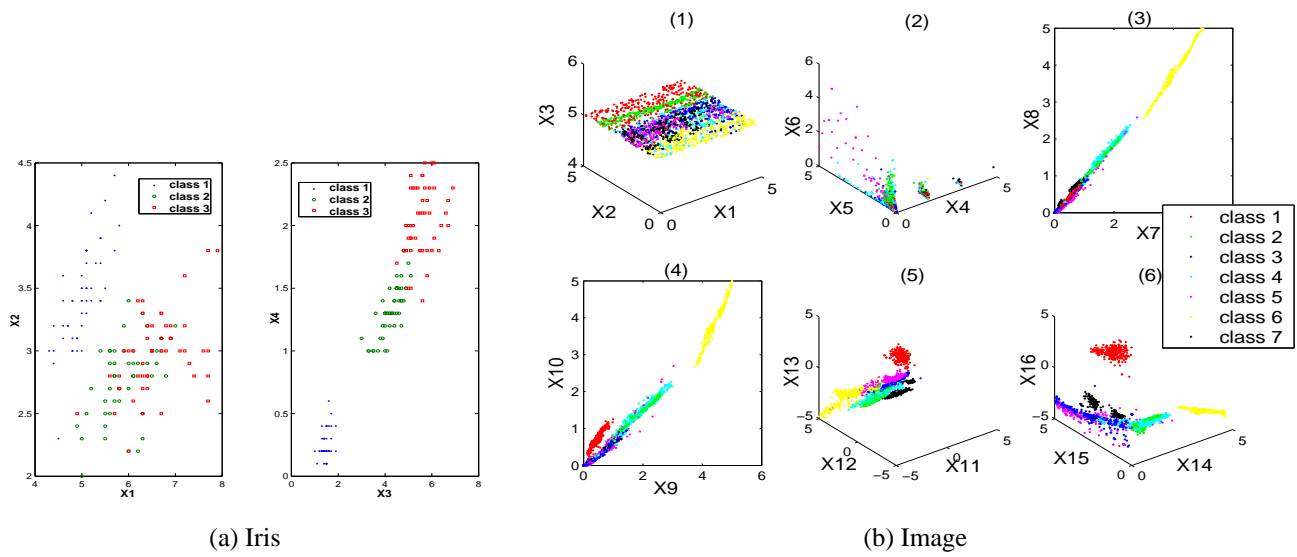 4.5
4
3.5
3
2.5
2
4 5 6 7 8
X2
X1
class 1
class 2
class 3
2.5
2
1.5
1
0.5
0
0 2 4 6 8
X4
X3
class 1
class 2
class 3
(a) Iris
(1)
6
5
4
5
0
0
5
X3
X2
X1
(2)
6
4
2
0
5
0
0
5
X6
X5
X4
(3)
5
4
3
2
1
0
0 2
X8
X7
class 1
class 2
class 3
class 4
class 5
class 6
class 7
(4)
5
4
3
2
1
0
0 2 4 6
X10
X9
(5)
5
0
−5
5
0
−5
−5
0
5
X13
X12
X11
(6)
5
0
−5
5
0
0
5
X16
X15
X14
(b) Image